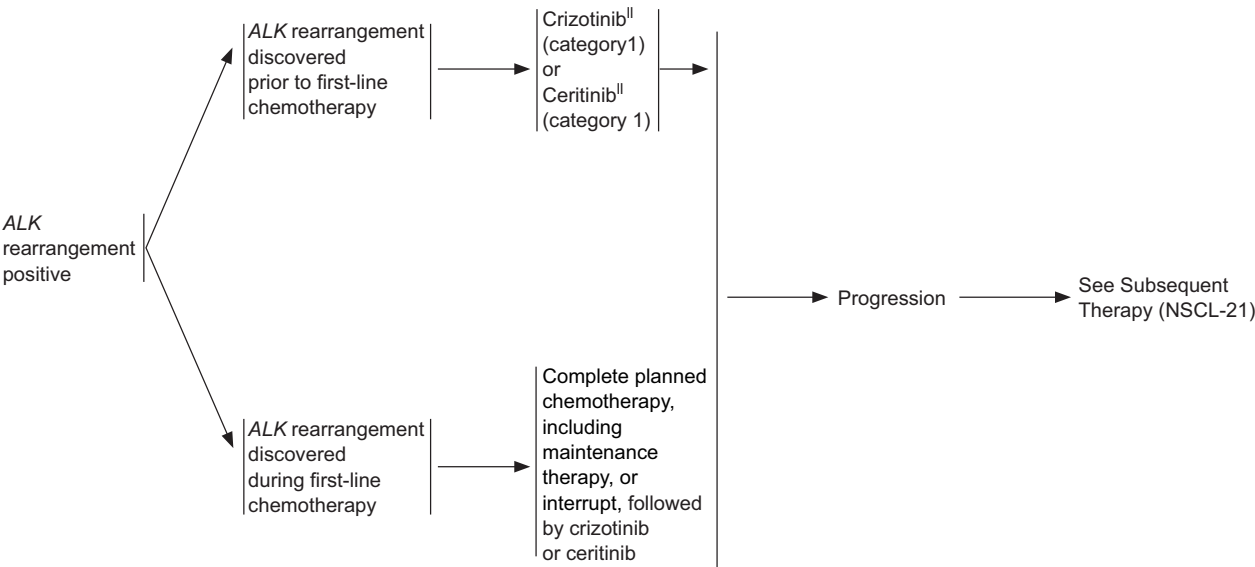 ALK rearrangement
discovered
prior to first-line
chemotherapy
Crizotinib||
(category1)
or
Ceritinib||
(category 1)
ALK
rearrangement
positive
Progression
See Subsequent
Therapy (NSCL-21)
ALK rearrangement
discovered
during first-line
chemotherapy
Complete planned
chemotherapy,
including
maintenance
therapy, or
interrupt, followed
by crizotinib
or ceritinib